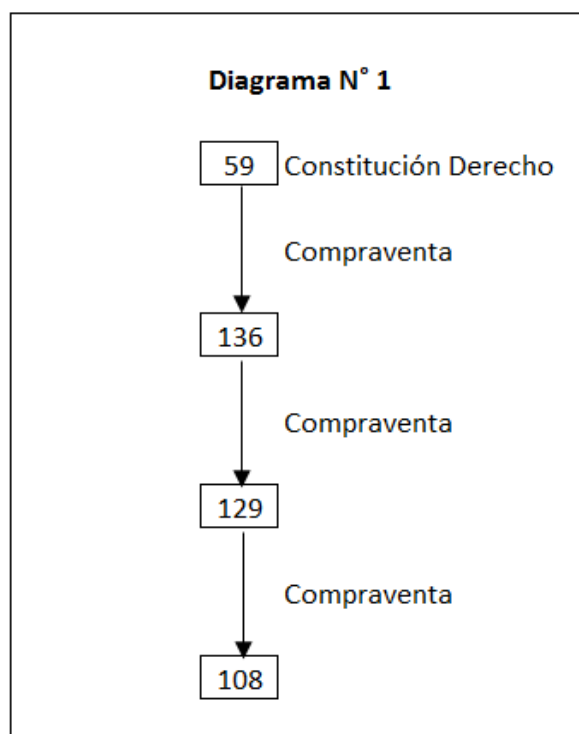 Diagrama N° 1
59 Constitución Derecho
Compraventa
136
Compraventa
129
Compraventa
108